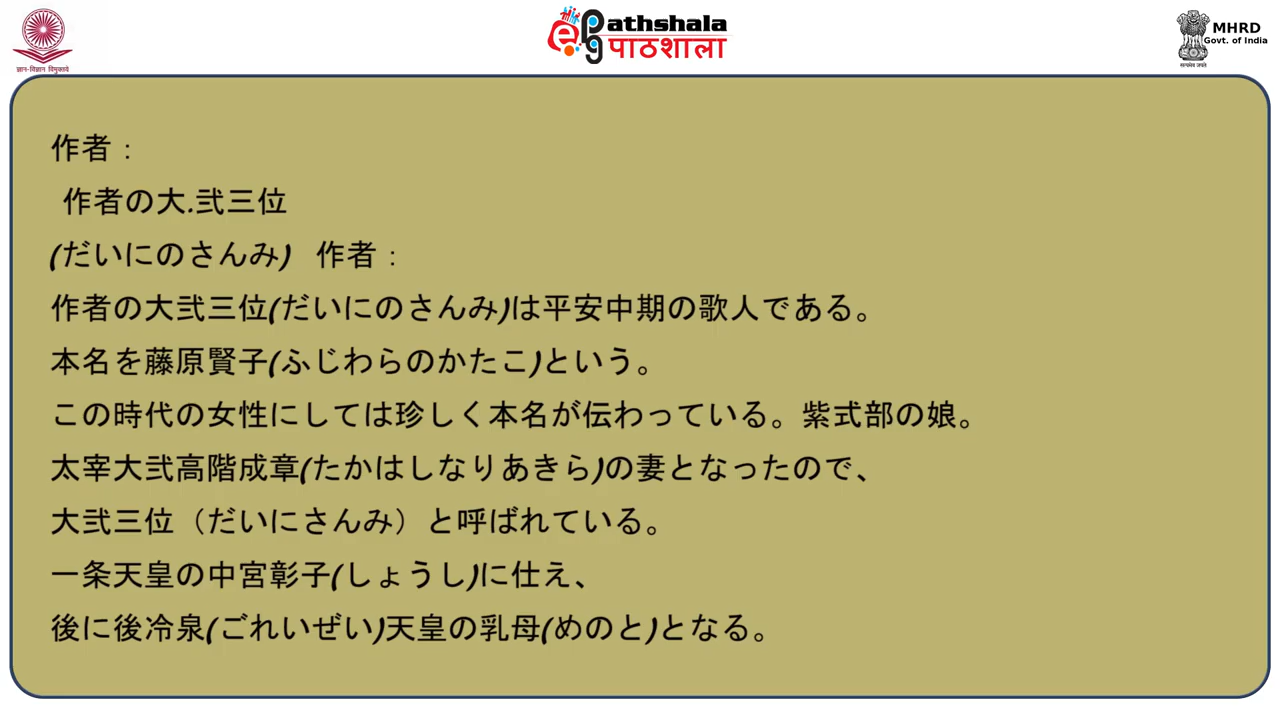 ज्ञान-विज्ञान विमुक्तये
ePathshala
पाठशाला
MHRD
Govt. of India
सत्यमेव जयते
作者：
作者の大.弐三位
(だいにのさんみ) 作者：
作者の大弐三位(だいにのさんみ)は平安中期の歌人である。
本名を藤原賢子(ふじわらのかたこ)という。
この時代の女性にしては珍しく本名が伝わっている。紫式部の娘。
太宰大弐高階成章(たかはしなりあきら)の妻となったので、
大弐三位（だいにさんみ）と呼ばれている。
一条天皇の中宮彰子(しょうし)に仕え、
後に後冷泉(ごれいぜい)天皇の乳母(めのと)となる。